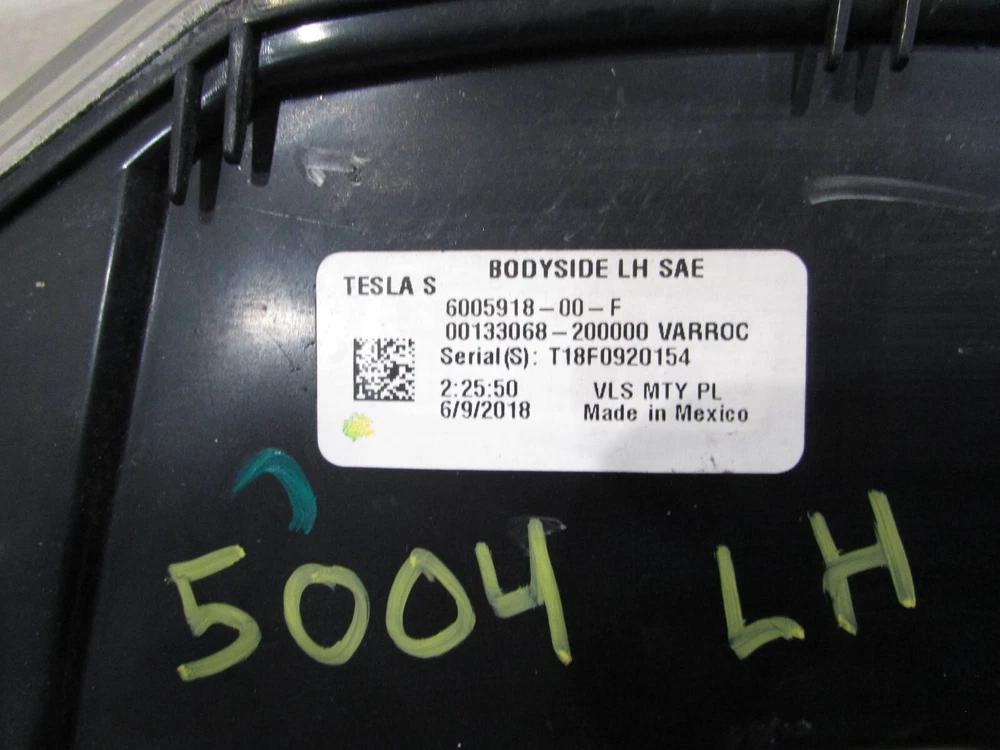 BODYSIDE LH SAE
TESLA S
6005918-00-F
00133068-200000 VARROC
Serial(S): T18F0920154
2:25:50 VLS MTY PL
6/9/2018 Made in Mexico
5004 LH